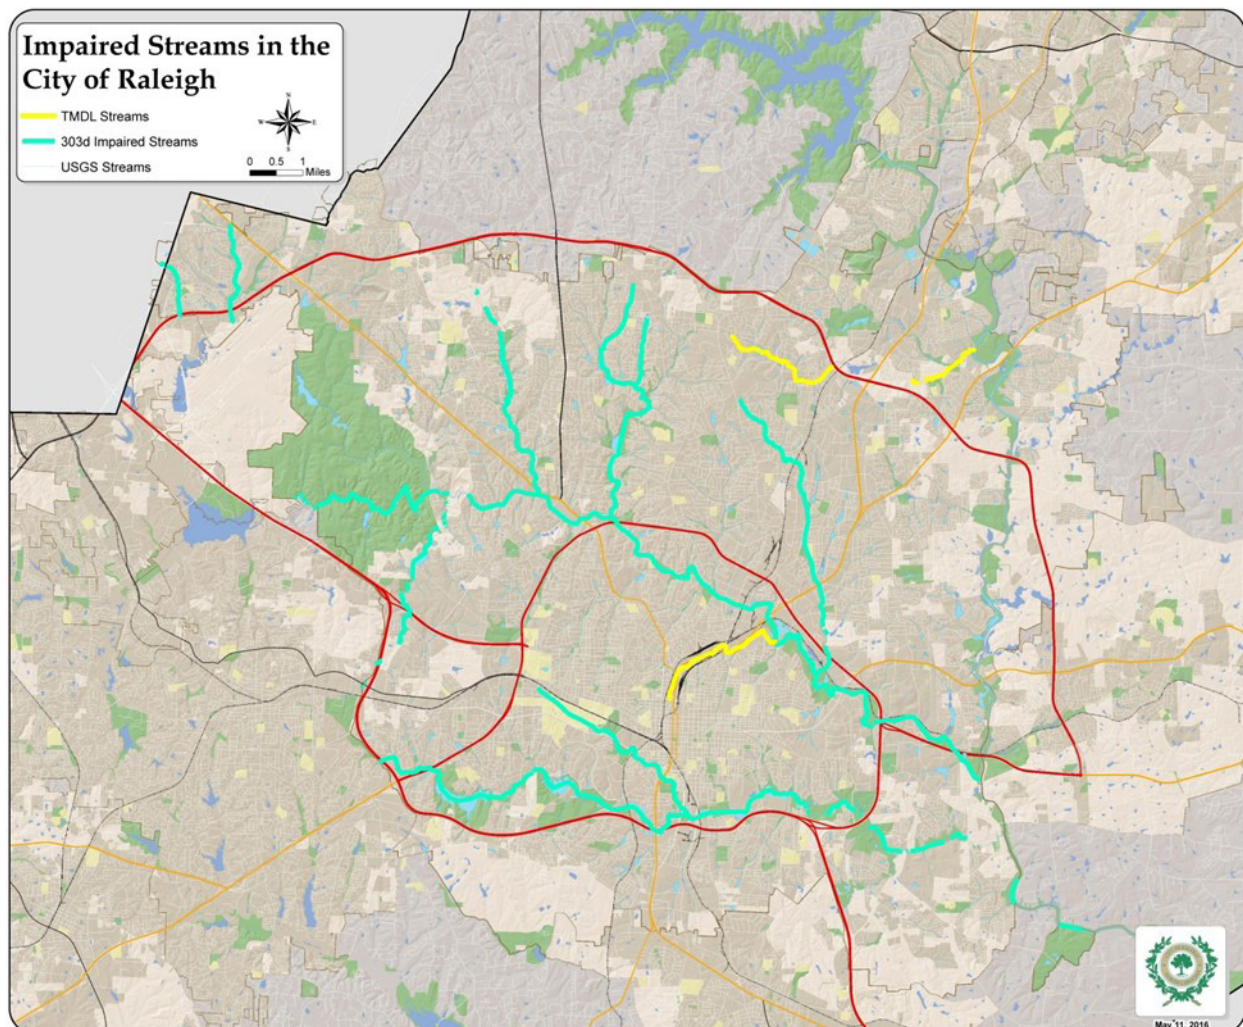 Impaired Streams in the
City of Raleigh
TMDL Streams
303d Impaired Streams
USGS Streams
N
W E
S
0 0.5 1
Miles
May 11, 2016